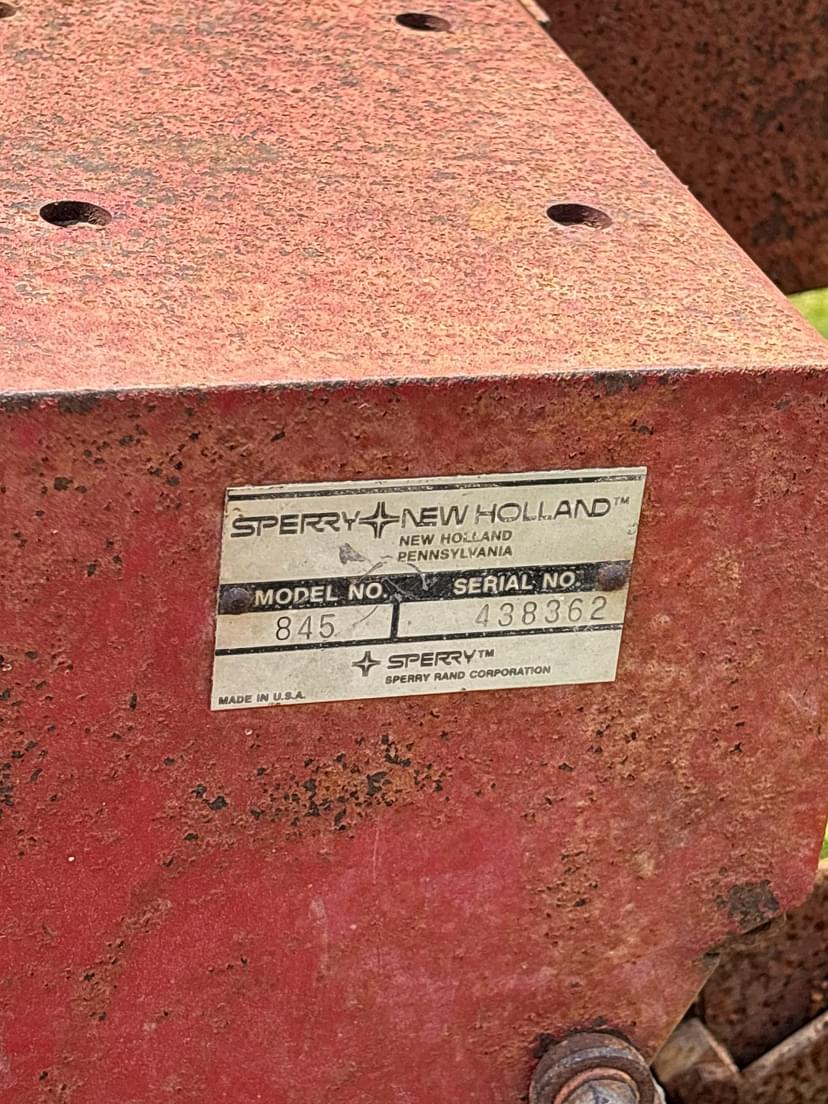 SPERRY NEW HOLLAND™
NEW HOLLAND
PENNSYLVANIA
MODEL NO. SERIAL NO.
845 438362
SPERRY™
SPERRY RAND CORPORATION
MADE IN U.S.A.